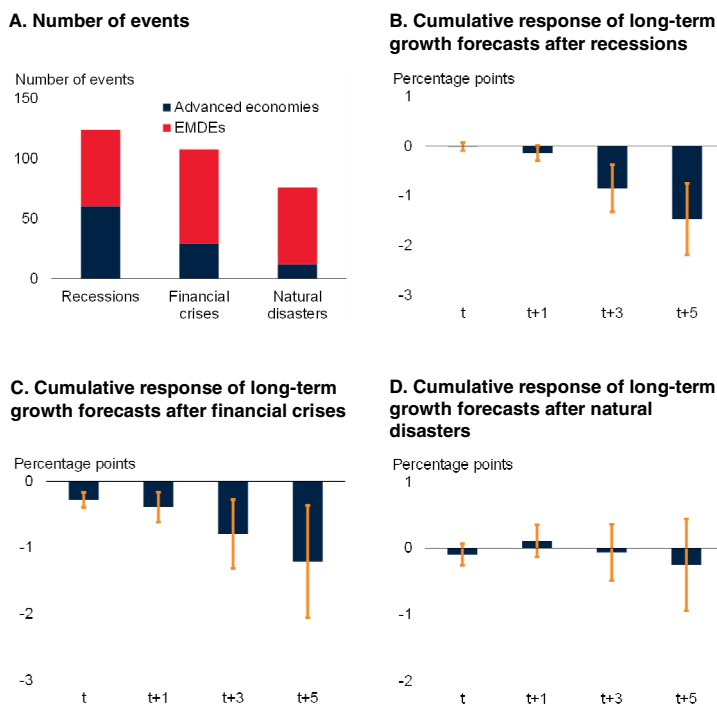 A. Number of events
Number of events
150
100
50
0
Advanced economies
EMDEs
Recessions
Financial
crises
Natural
disasters
B. Cumulative response of long-term
growth forecasts after recessions
Percentage points
1
0
-1
-2
-3
t
t+1
t+3
t+5
C. Cumulative response of long-term
growth forecasts after financial crises
Percentage points
0
-1
-2
-3
t
t+1
t+3
t+5
D. Cumulative response of long-term
growth forecasts after natural
disasters
Percentage points
1
0
-1
-2
t
t+1
t+3
t+5